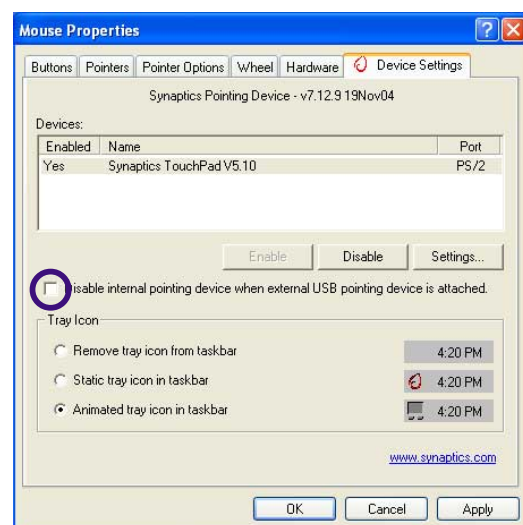 Mouse Properties
Buttons Pointers Pointer Options Wheel Hardware Device Settings
Synaptics Pointing Device - v7.12.9 19Nov04
Devices:
Enabled Name Port
Yes Synaptics TouchPad V5.10 PS/2
Enable Disable Settings...
Disable internal pointing device when external USB pointing device is attached.
Tray Icon
Remove tray icon from taskbar 4:20 PM
Static tray icon in taskbar 4:20 PM
Animated tray icon in taskbar 4:20 PM
www.synaptics.com
OK Cancel Apply